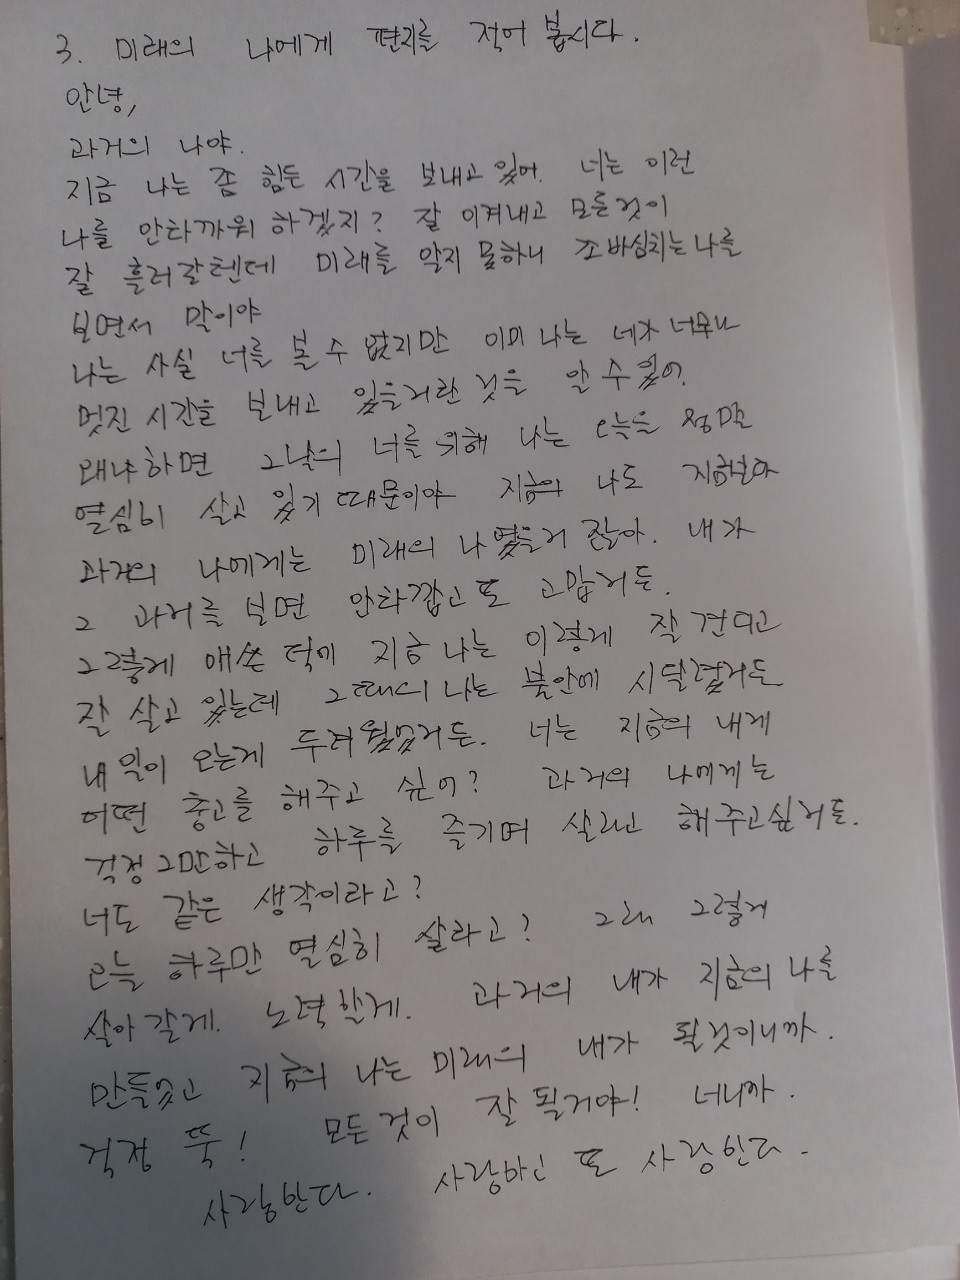 3. 미래의 나에게 편지를 적어 봅시다.
안녕,
과거의 나야.
지금 나는 좀 힘든 시간을 보내고 있어. 너는 이런
나를 안타까워 하겠지? 잘 이겨내고 모든것이
잘 흘러갈텐데 미래를 알지 못하니 조바심치는 나를
보면서 말이야
나는 사실 너를 볼 수 없지만 이미 나는 네가 너무나
멋진 시간을 보내고 있을거란 것을 알 수 있어.
왜냐하면 그날의 너를 위해 나는 오늘을 정말
열심히 살고 있기 때문이야 지금의 나도 지금보다
과거의 나에게는 미래의 나였을거 잖아. 내가
그 과거를 보면 안타깝고 또 고맙거든.
그렇게 애쓴 덕에 지금 나는 이렇게 잘 견디고
잘 살고 있는데 그때의 나는 불안에 시달렸거든
내일이 오는게 두려웠었거든. 너는 지금의 내게
어떤 충고를 해주고 싶어? 과거의 나에게는
걱정 그만하고 하루를 즐기며 살라고 해주고싶거든.
너도 같은 생각이라고?
오늘 하루만 열심히 살라고? 그래 그렇게
살아갈게. 노력할게. 과거의 내가 지금의 나를
만들었고 지금의 나는 미래의 내가 될것이니까.
걱정 뚝! 모든것이 잘 될거야! 너니까.
사랑한다. 사랑하고 또 사랑한다.